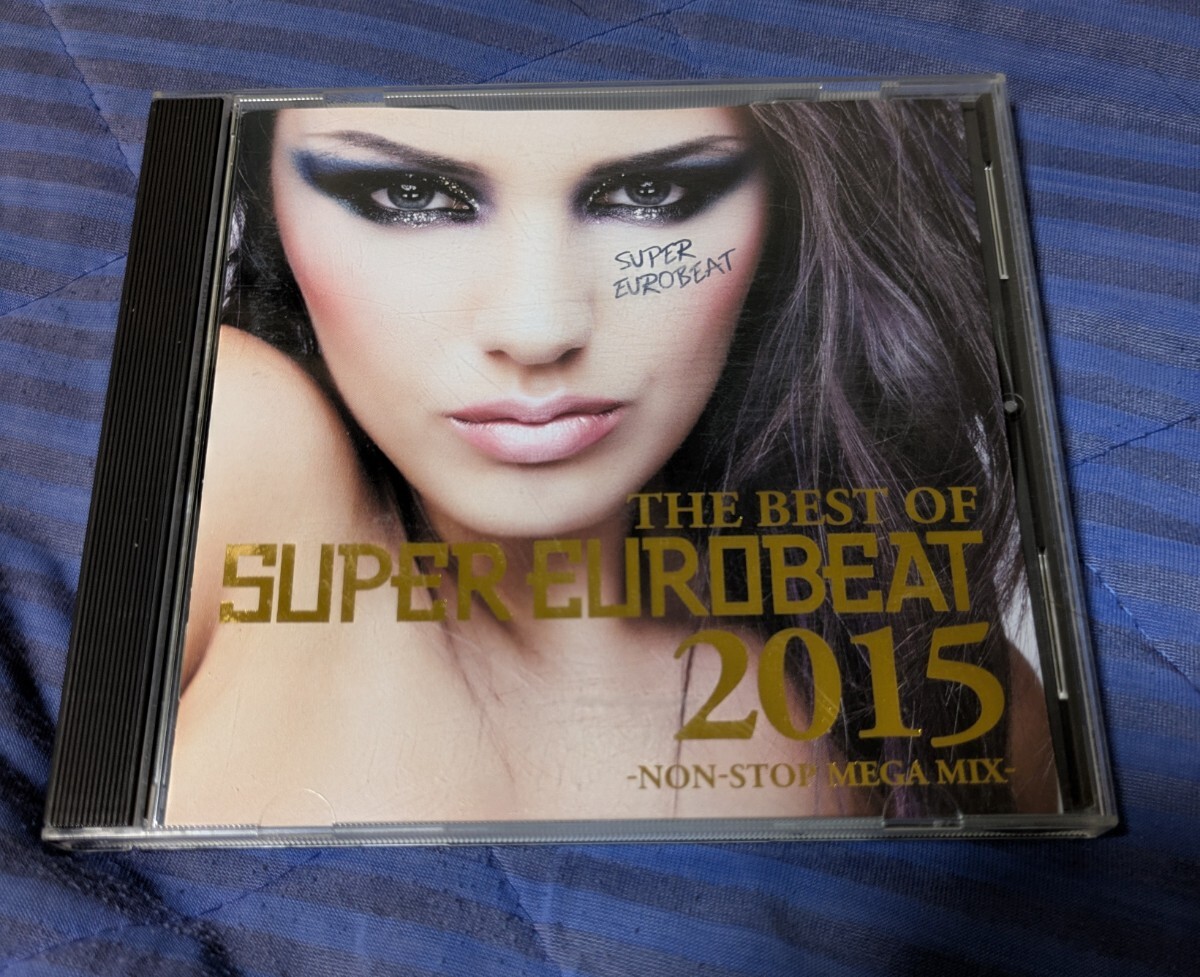 SUPER
EUROBEAT
THE BEST OF
SUPER EUROBEAT
2015
-NON-STOP MEGA MIX-